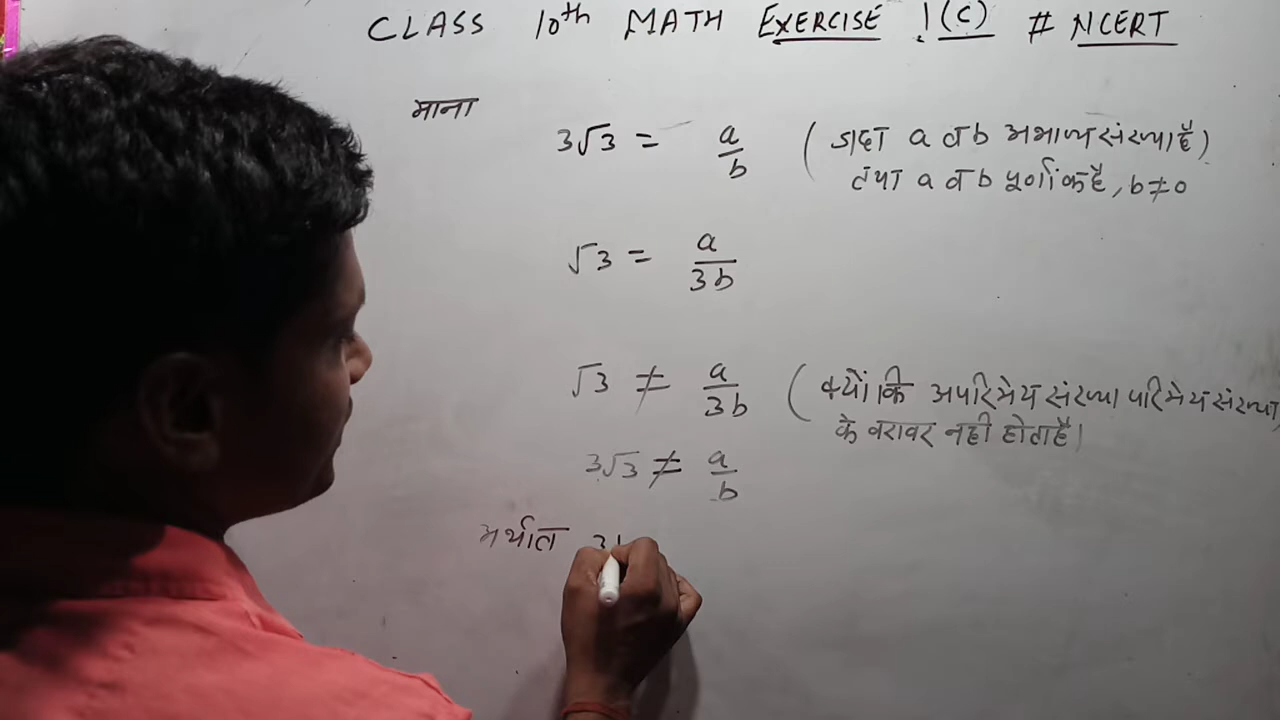 CLASS 10th MATH EXERCISE 1(C) # NCERT
माना
3√3 = a/b ( जहां a व b अभाज्य संख्या है)
तथा a व b पूर्णांक है, b ≠ 0
√3 = a/3b
√3 ≠ a/3b ( क्योंकि अपरिमेय संख्या परिमेय संख्या
के बराबर नही होता है।
3√3 ≠ a/b
अर्थात 3